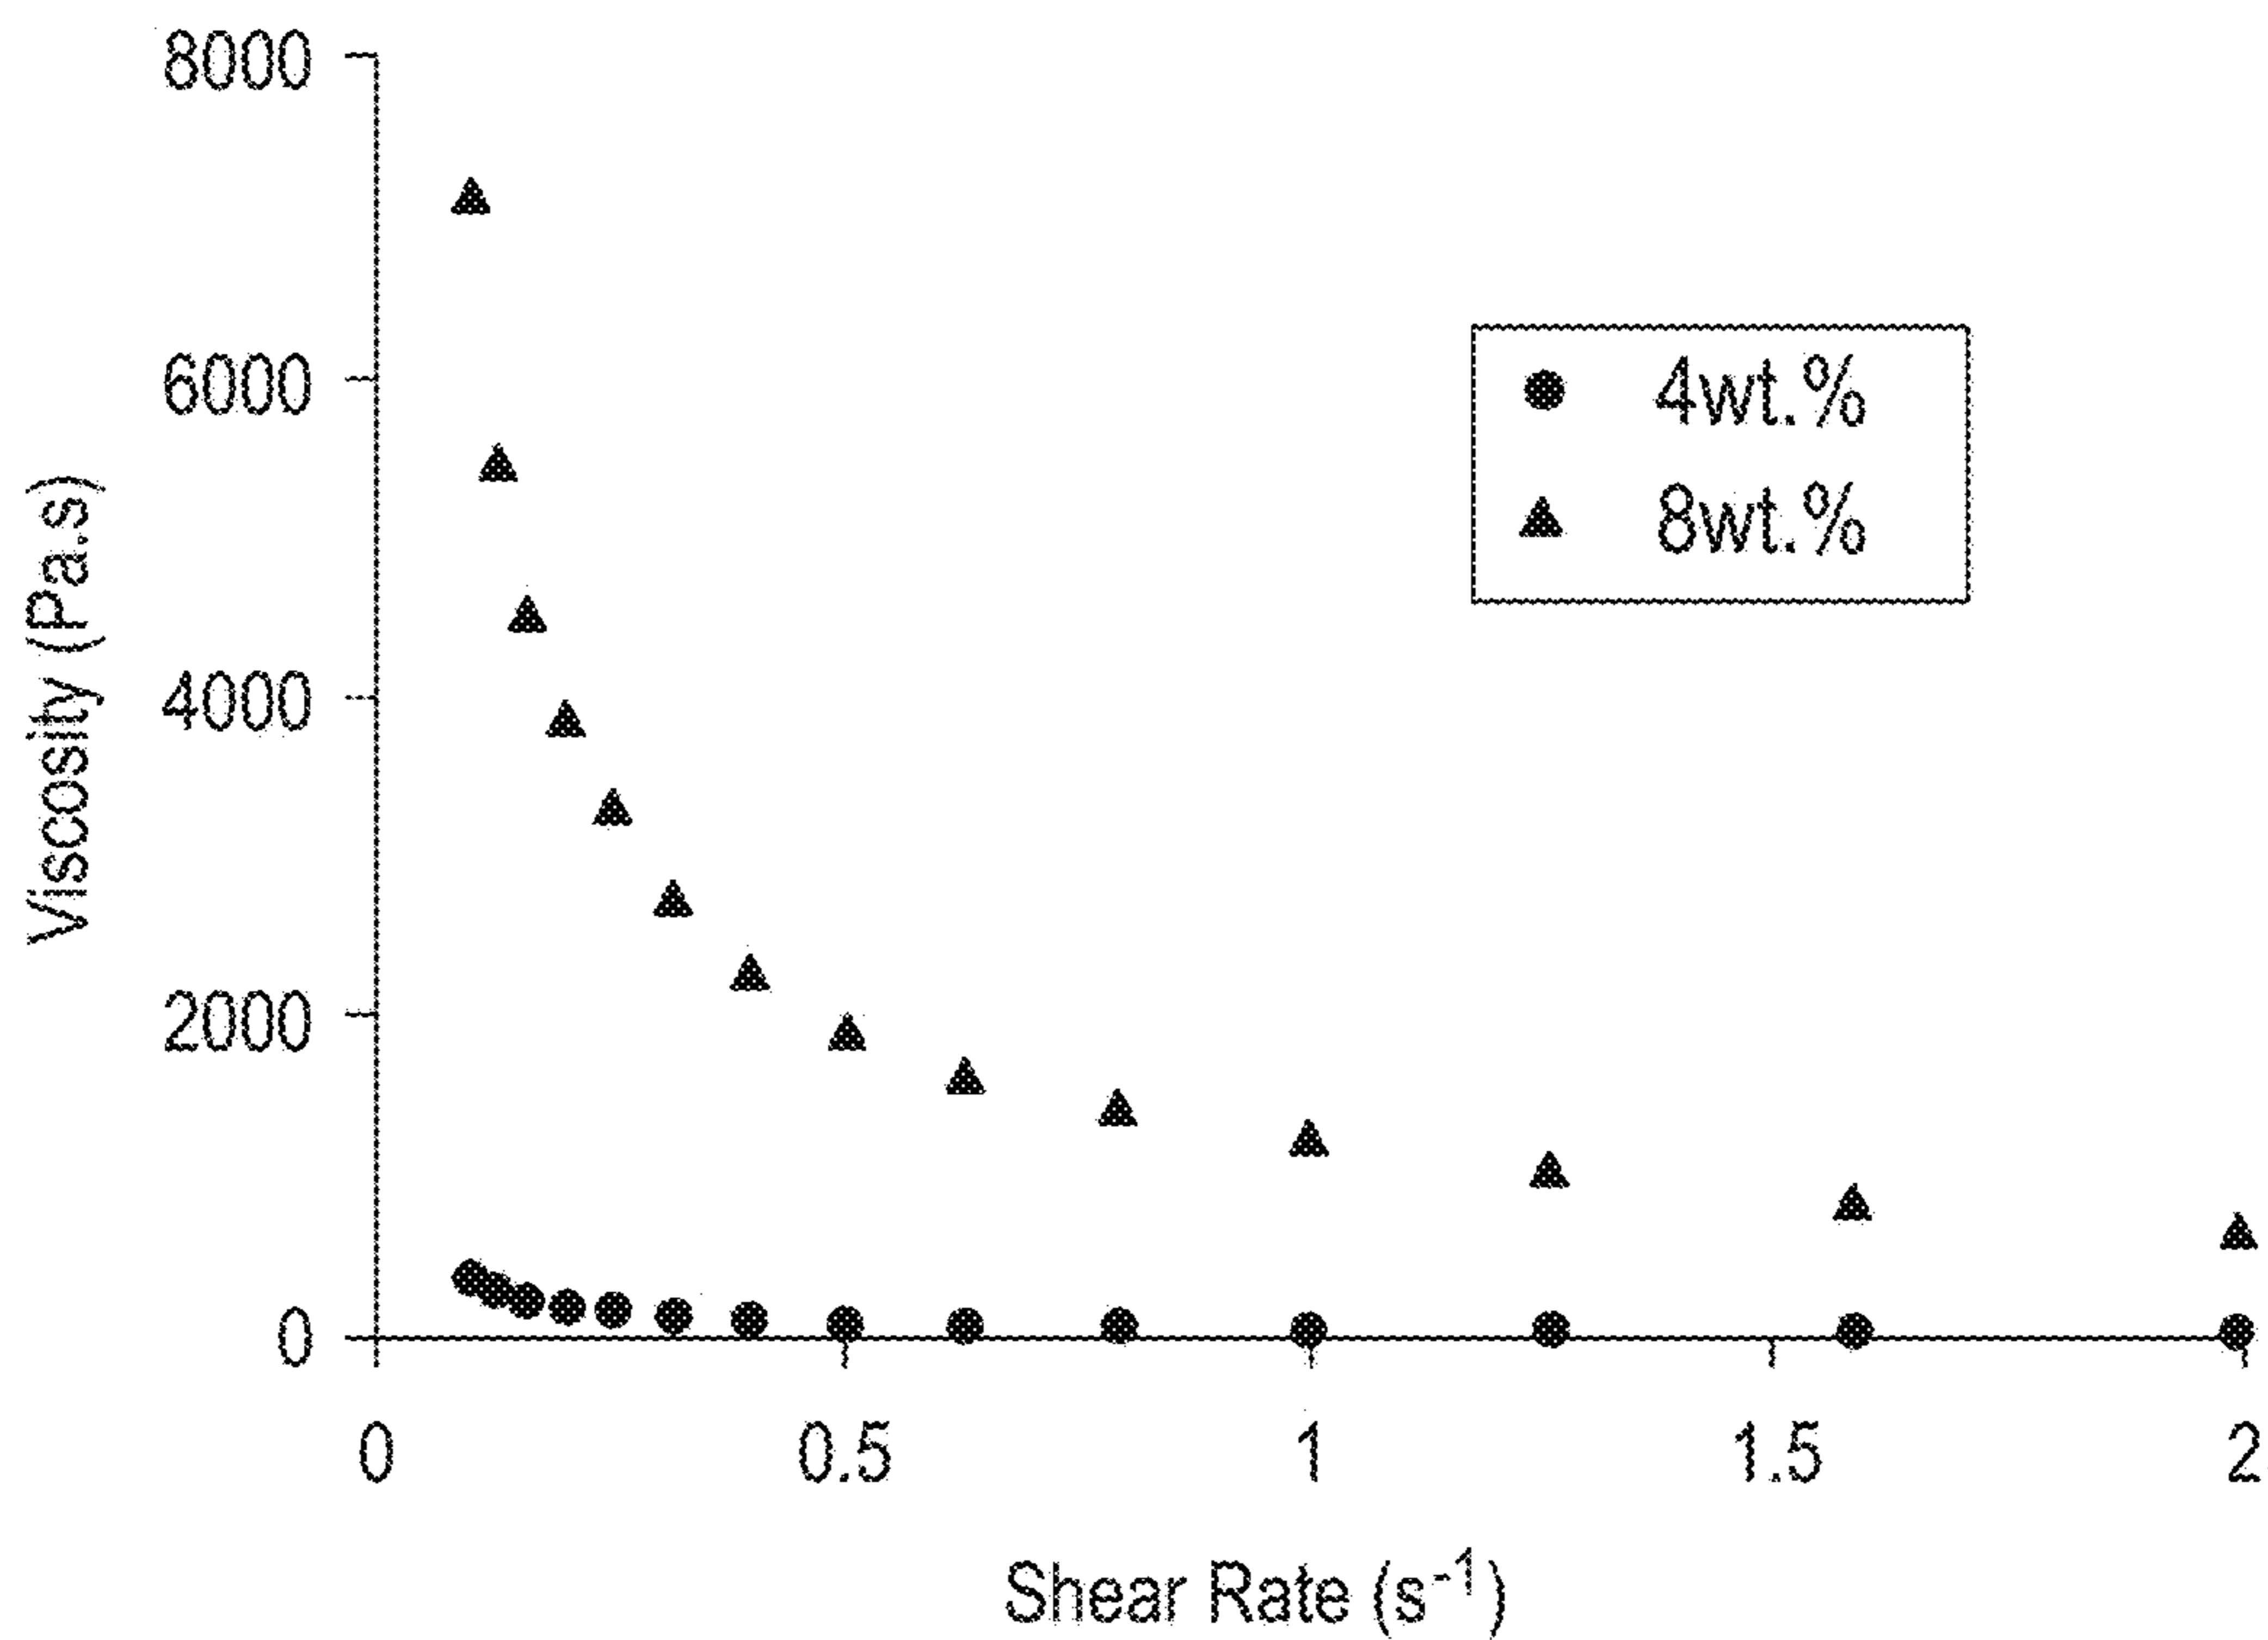 8000
6000
4000
2000
0
Viscosity (Pa.s)
4wt.%
8wt.%
0 0.5 1 1.5 2
Shear Rate (s⁻¹)